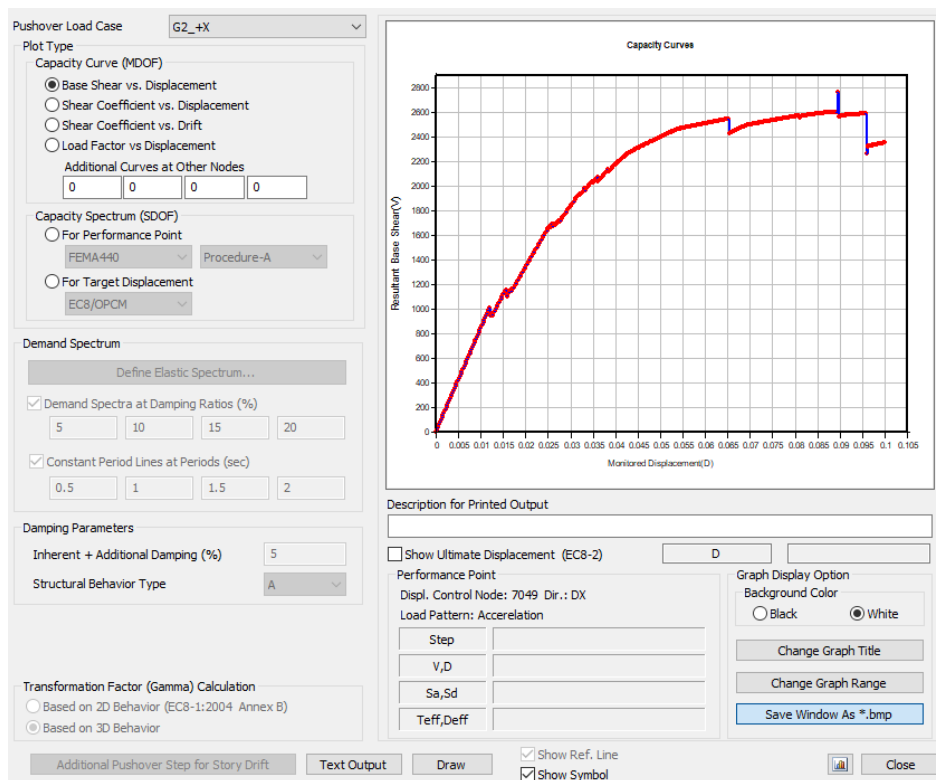 Pushover Load Case
G2_+X
Plot Type
Capacity Curve (MDOF)
Base Shear vs. Displacement
Shear Coefficient vs. Displacement
Shear Coefficient vs. Drift
Load Factor vs Displacement
Additional Curves at Other Nodes
0 0 0 0
Capacity Spectrum (SDOF)
For Performance Point
FEMA440 Procedure-A
For Target Displacement
EC8/OPCM
Demand Spectrum
Define Elastic Spectrum...
Demand Spectra at Damping Ratios (%)
5 10 15 20
Constant Period Lines at Periods (sec)
0.5 1 1.5 2
Damping Parameters
Inherent + Additional Damping (%) 5
Structural Behavior Type A
Transformation Factor (Gamma) Calculation
Based on 2D Behavior (EC8-1:2004 Annex B)
Based on 3D Behavior
Additional Pushover Step for Story Drift
Text Output
Draw
Capacity Curves
Resultant Base Shear(V)
2800
2600
2400
2200
2000
1800
1600
1400
1200
1000
800
600
400
200
0
0 0.005 0.01 0.015 0.02 0.025 0.03 0.035 0.04 0.045 0.05 0.055 0.06 0.065 0.07 0.075 0.08 0.085 0.09 0.095 0.1 0.105
Monitored Displacement(D)
Description for Printed Output
Show Ultimate Displacement (EC8-2) D
Performance Point
Displ. Control Node: 7049 Dir.: DX
Load Pattern: Accerelation
Step
V,D
Sa,Sd
Teff,Deff
Graph Display Option
Background Color
Black White
Change Graph Title
Change Graph Range
Save Window As *.bmp
Show Ref. Line
Show Symbol
Close